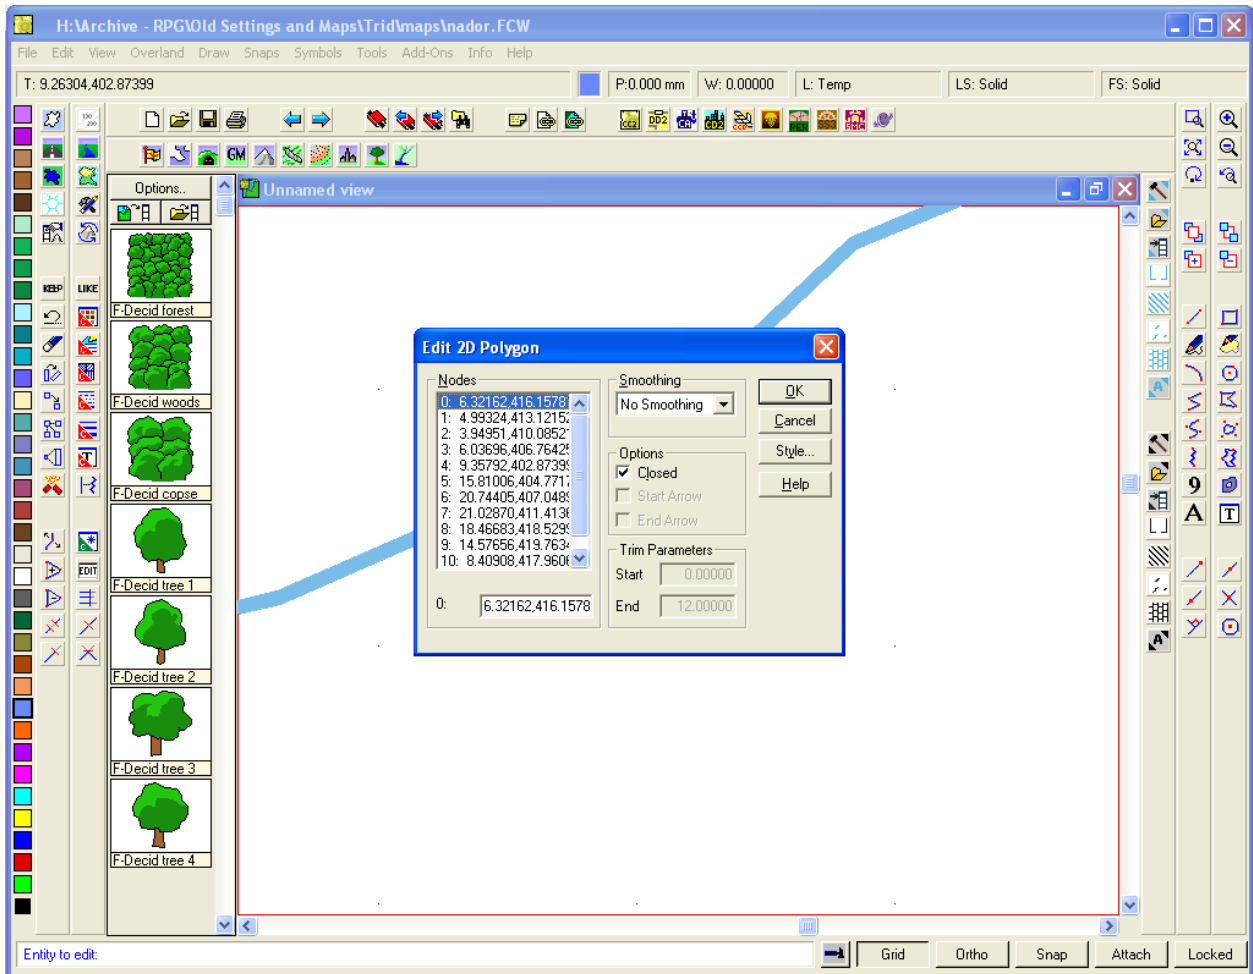 H:\Archive - RPG\Old Settings and Maps\Trid\maps\nador.FCW
File Edit View Overland Draw Snaps Symbols Tools Add-Ons Info Help
T: 9.26304,402.87399
P:0.000 mm
W: 0.00000
L: Temp
LS: Solid
FS: Solid
GM
Options..
Unnamed view
F-Decid forest
F-Decid woods
F-Decid copse
F-Decid tree 1
F-Decid tree 2
F-Decid tree 3
F-Decid tree 4
KEEP
LIKE
EDIT
Edit 2D Polygon
Nodes
0: 6.32162,416.1578
1: 4.99324,413.1215
2: 3.94951,410.0852
3: 6.03696,406.7642
4: 9.35792,402.8739
5: 15.81006,404.7717
6: 20.74405,407.0489
7: 21.02870,411.4136
8: 18.46683,418.5299
9: 14.57656,419.7634
10: 8.40908,417.9606
0:
6.32162,416.1578
Smoothing
No Smoothing
Options
Closed
Start Arrow
End Arrow
Trim Parameters
Start 0.00000
End 12.00000
OK
Cancel
Style...
Help
9
A
T
Entity to edit:
Grid
Ortho
Snap
Attach
Locked